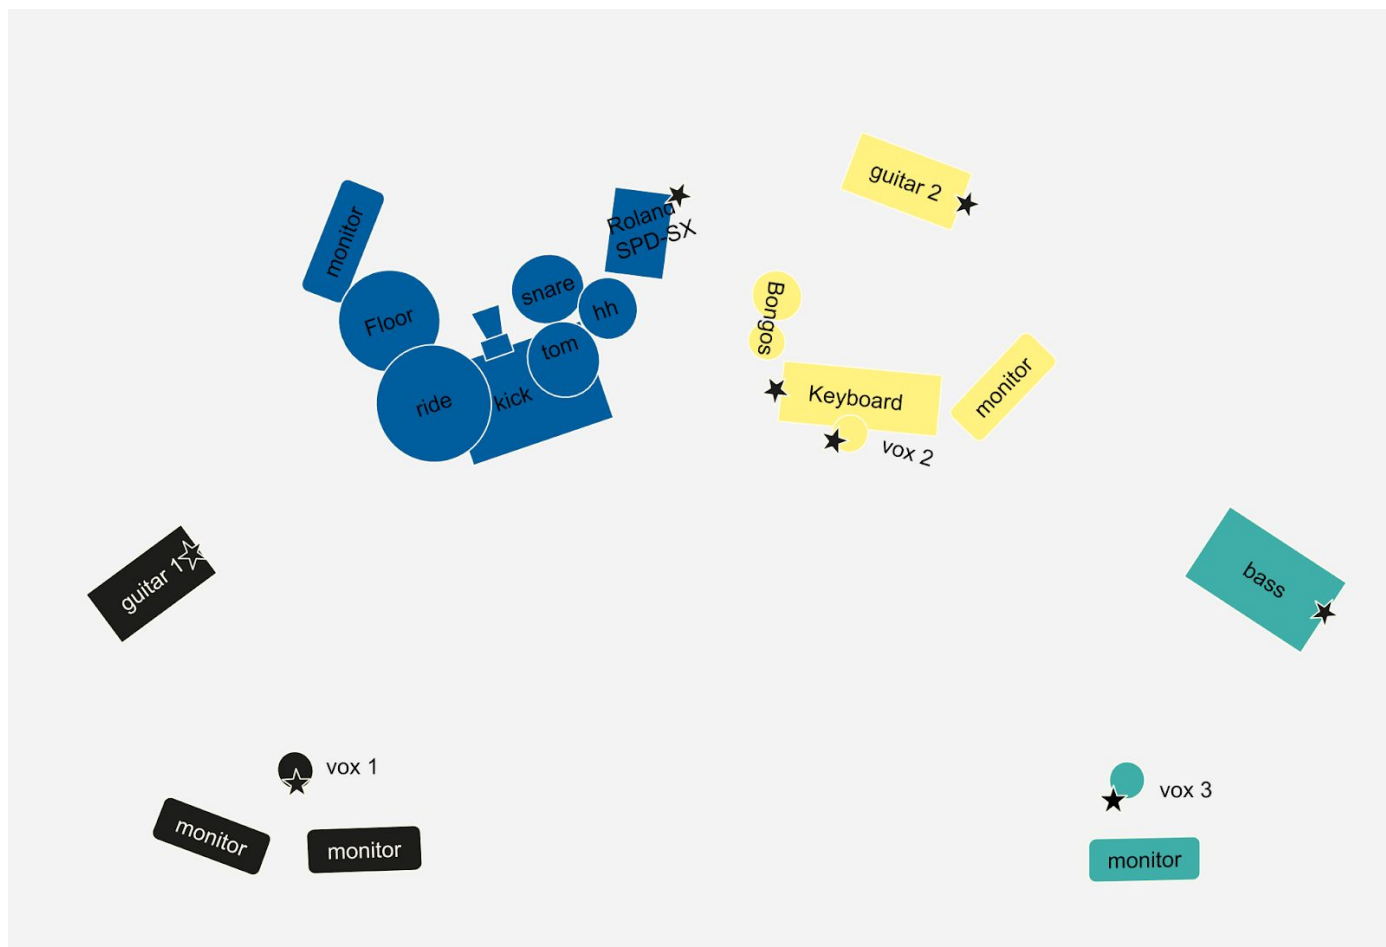 guitar 2
monitor
Roland
SPD-SX
snare
hh
Floor
tom
ride
kick
Bongos
Keyboard
monitor
vox 2
guitar 1
bass
vox 1
vox 3
monitor
monitor
monitor